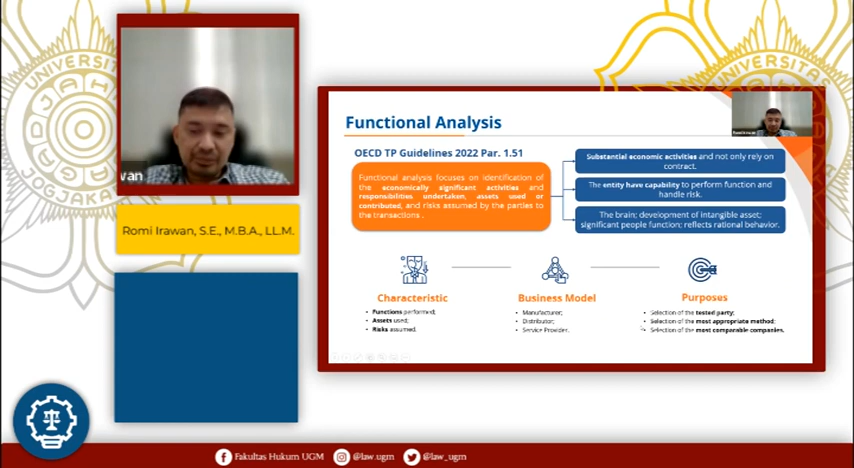 UNIVERSITA
GADJAH
JOGJAKARTA
wan
Romi Irawan, S.E., M.B.A., LL.M.
Functional Analysis
OECD TP Guidelines 2022 Par. 1.51
Functional analysis focuses on identification of
the economically significant activities and
responsibilities undertaken, assets used or
contributed, and risks assumed by the parties to
the transactions .
Substantial economic activities and not only rely on
contract.
The entity have capability to perform function and
handle risk.
The brain; development of intangible asset;
significant people function; reflects rational behavior.
Characteristic
Functions performed;
Assets used;
Risks assumed.
Business Model
Manufacturer;
Distributor;
Service Provider.
Purposes
Selection of the tested party;
Selection of the most appropriate method;
Selection of the most comparable companies.
Fakultas Hukum UGM
@law.ugm
@law_ugm